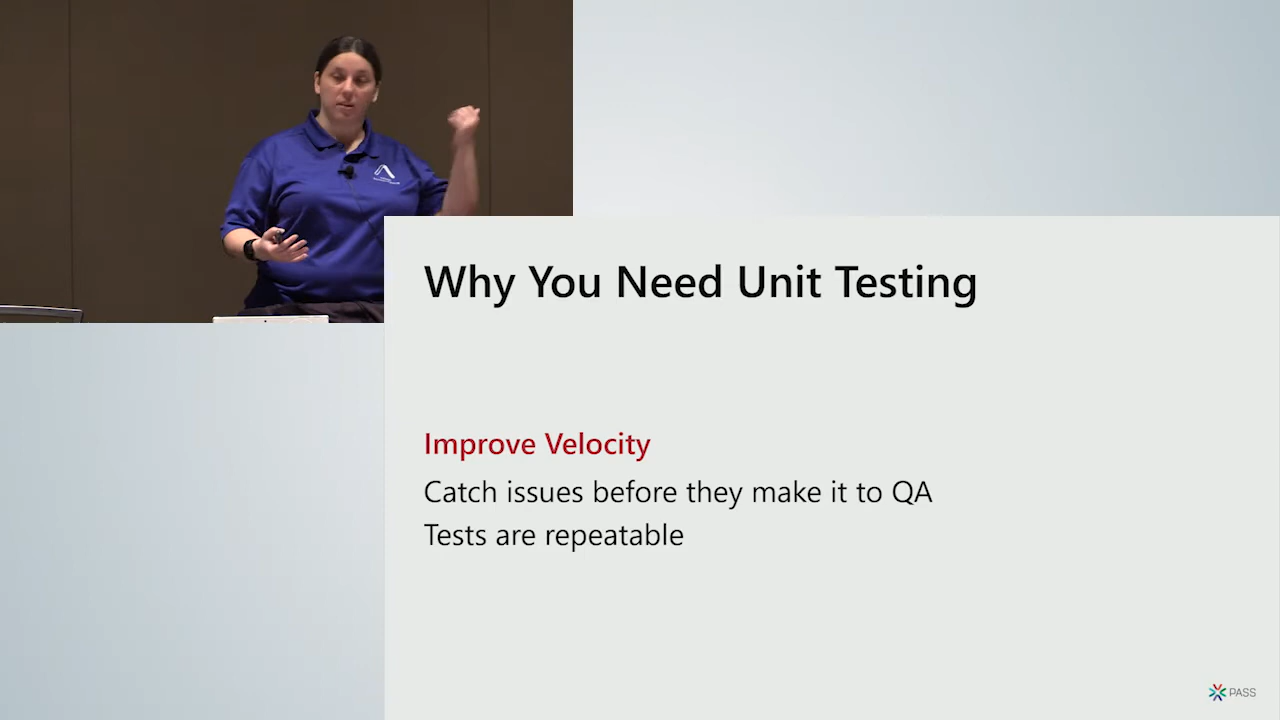 Why You Need Unit Testing
Improve Velocity
Catch issues before they make it to QA
Tests are repeatable
PASS